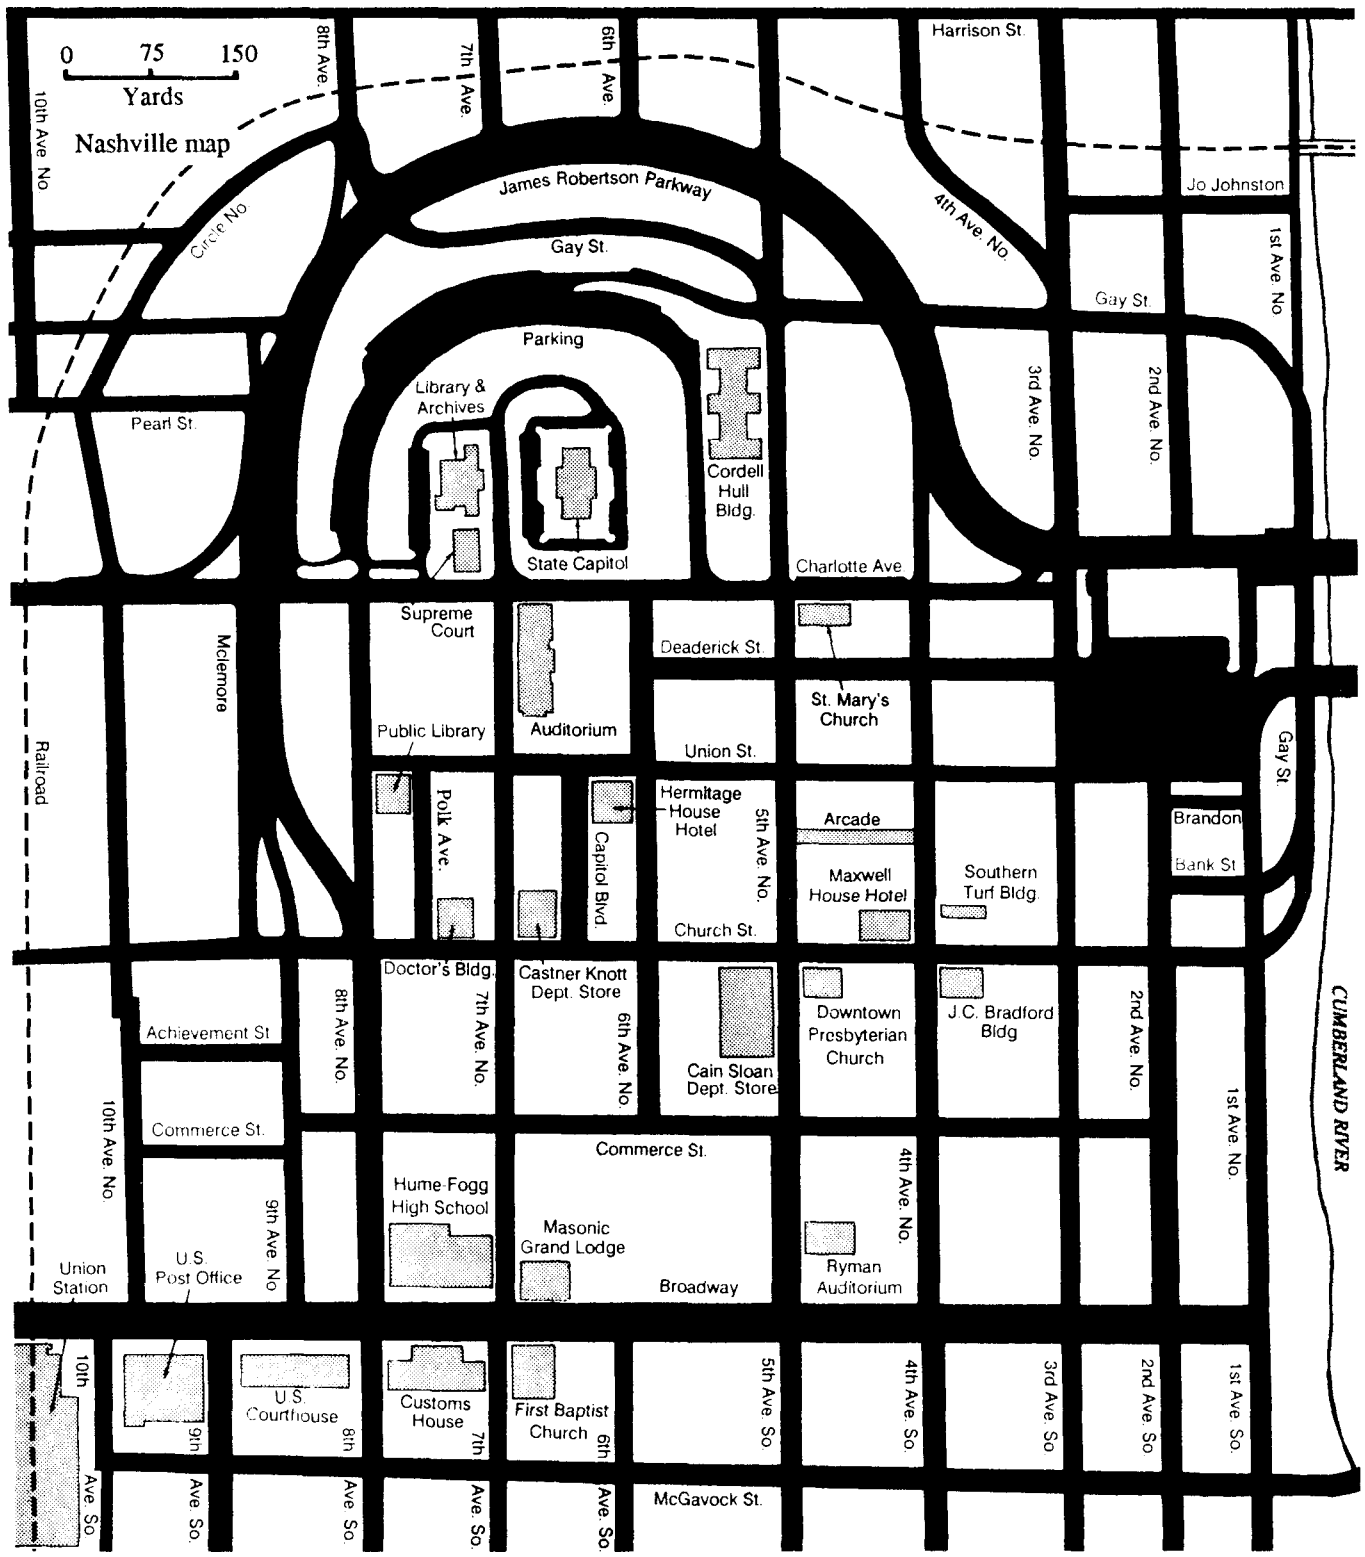 Harrison St.
8th Ave.
7th Ave.
6th Ave.
0 75 150
Yards
Nashville map
10th Ave. No.
James Robertson Parkway
4th Ave. No.
Jo Johnston
Circle No.
Gay St.
1st Ave. No.
Gay St.
Parking
Library &
Archives
Pearl St.
3rd Ave. No.
2nd Ave. No.
Cordell
Hull
Bldg.
State Capitol
Charlotte Ave.
Supreme
Court
Mclemore
Deaderick St.
St. Mary's
Church
Public Library
Auditorium
Union St.
Railroad
Gay St.
Polk Ave.
Hermitage
House
Hotel
Capitol Blvd.
5th Ave. No.
Arcade
Brandon
Maxwell
House Hotel
Southern
Turf Bldg.
Bank St
Church St.
Doctor's Bldg.
Castner Knott
Dept. Store
8th Ave. No.
7th Ave. No.
6th Ave. No.
Downtown
Presbyterian
Church
J.C. Bradford
Bldg
2nd Ave. No.
CUMBERLAND RIVER
Achievement St
Cain Sloan
Dept. Store
10th Ave. No.
Commerce St.
1st Ave. No.
Commerce St.
4th Ave. No.
Hume-Fogg
High School
9th Ave. No
Masonic
Grand Lodge
Union
Station
U.S.
Post Office
Broadway
Ryman
Auditorium
10th Ave. So.
9th Ave. So.
U.S.
Courthouse
8th Ave. So.
Customs
House
7th Ave. So.
First Baptist
Church
6th Ave. So.
5th Ave. So.
4th Ave. So.
3rd Ave. So
2nd Ave. So.
1st Ave. So.
McGavock St.